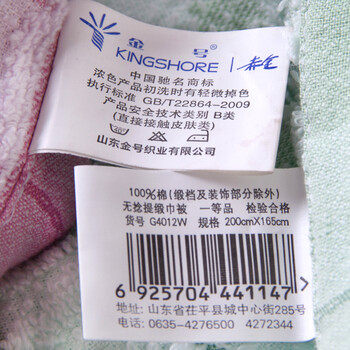 金号
KINGSHORE
中国驰名商标
浓色产品初洗时有轻微掉色
执行标准 GB/T22864-2009
产品安全技术类别 B类
(直接接触皮肤类)
山东金号织业有限公司
100%棉(缎档及装饰部分除外)
无捻提缎巾被 一等品 检验合格
货号 G4012W 规格 200cmX165cm
6 925704 441147
地址: 山东省茌平县城中心街285号
电话: 0635-4276500 4272344